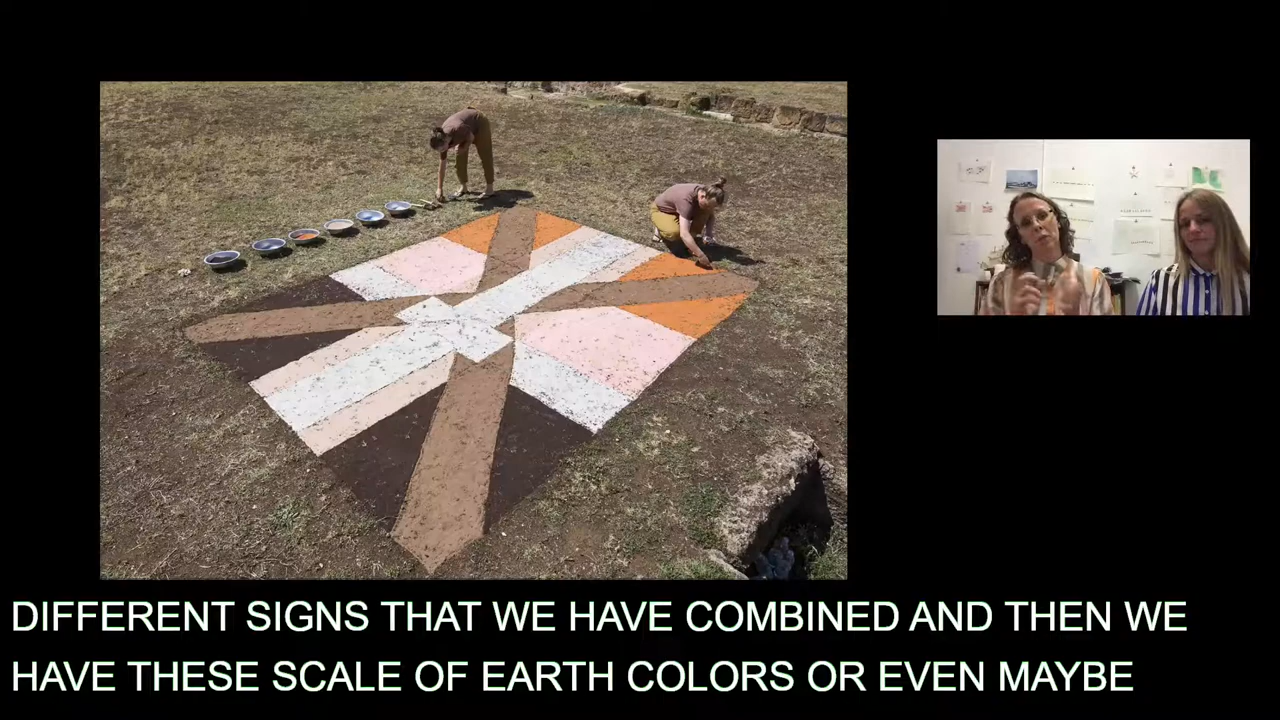 DIFFERENT SIGNS THAT WE HAVE COMBINED AND THEN WE
HAVE THESE SCALE OF EARTH COLORS OR EVEN MAYBE